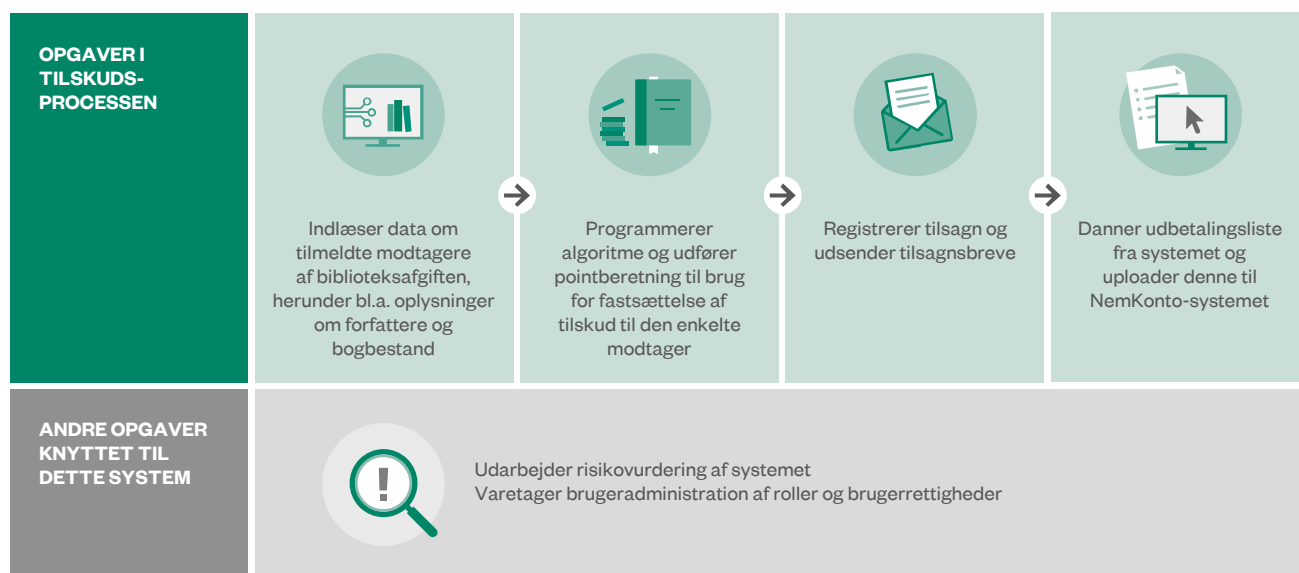 OPGAVER I
TILSKUDS-
PROCESSEN
Indlæser data om
tilmeldte modtagere
af biblioteksafgiften,
herunder bl.a. oplysninger
om forfattere og
bogbestand
Programmerer
algoritme og udfører
pointberetning til brug
for fastsættelse af
tilskud til den enkelte
modtager
Registrerer tilsagn og
udsender tilsagnsbreve
Danner udbetalingsliste
fra systemet og
uploader denne til
NemKonto-systemet
ANDRE OPGAVER
KNYTTET TIL
DETTE SYSTEM
Udarbejder risikovurdering af systemet
Varetager brugeradministration af roller og brugerrettigheder